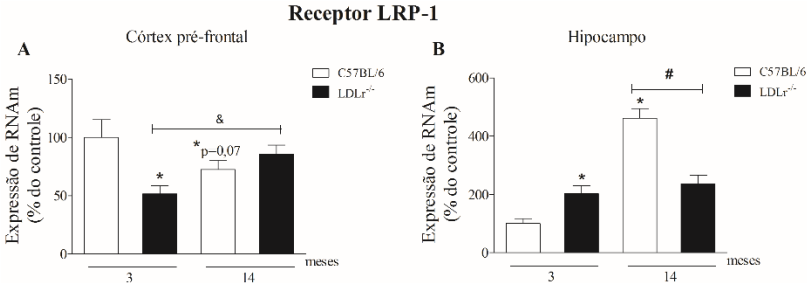 Receptor LRP-1
A
Córtex pré-frontal
C57BL/6
LDLr-/-
Expressão de RNAm
(% do controle)
150
100
50
0
&
*
*p=0,07
*
3
14
meses
B
Hipocampo
C57BL/6
LDLr-/-
Expressão de RNAm
(% do controle)
600
400
200
0
#
*
*
3
14
meses